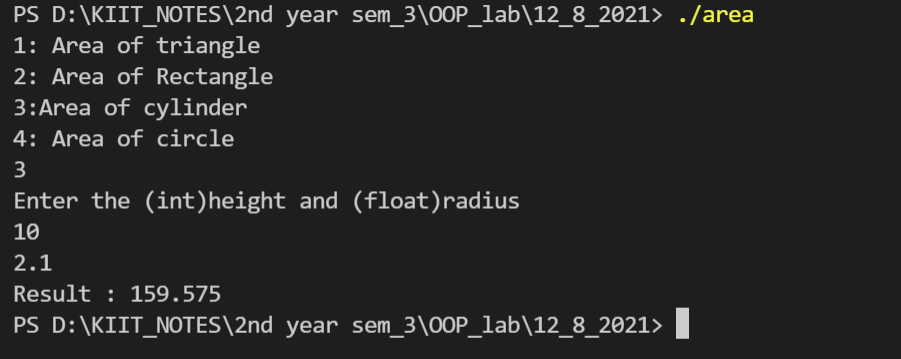 PS D:\KIIT_NOTES\2nd year sem_3\OOP_lab\12_8_2021> ./area
1: Area of triangle
2: Area of Rectangle
3:Area of cylinder
4: Area of circle
3
Enter the (int)height and (float)radius
10
2.1
Result : 159.575
PS D:\KIIT_NOTES\2nd year sem_3\OOP_lab\12_8_2021>